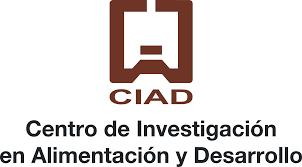 CIAD
Centro de Investigación
en Alimentación y Desarrollo